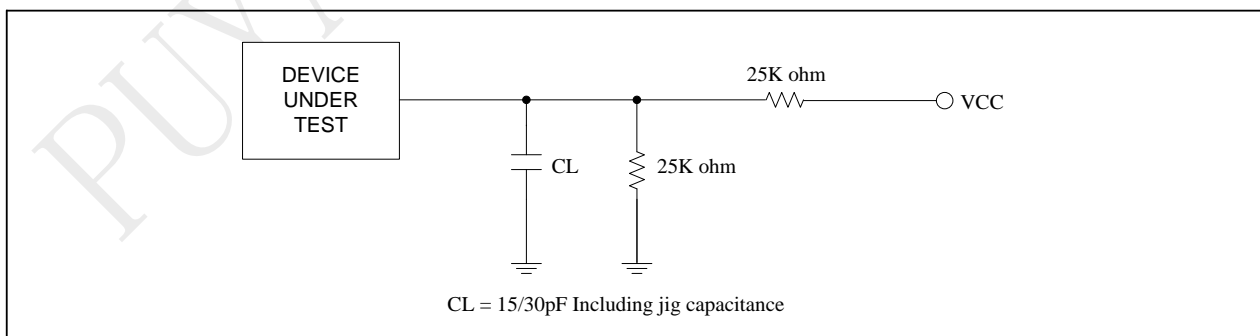 DEVICE
UNDER
TEST
25K ohm
VCC
CL
25K ohm
CL = 15/30pF Including jig capacitance